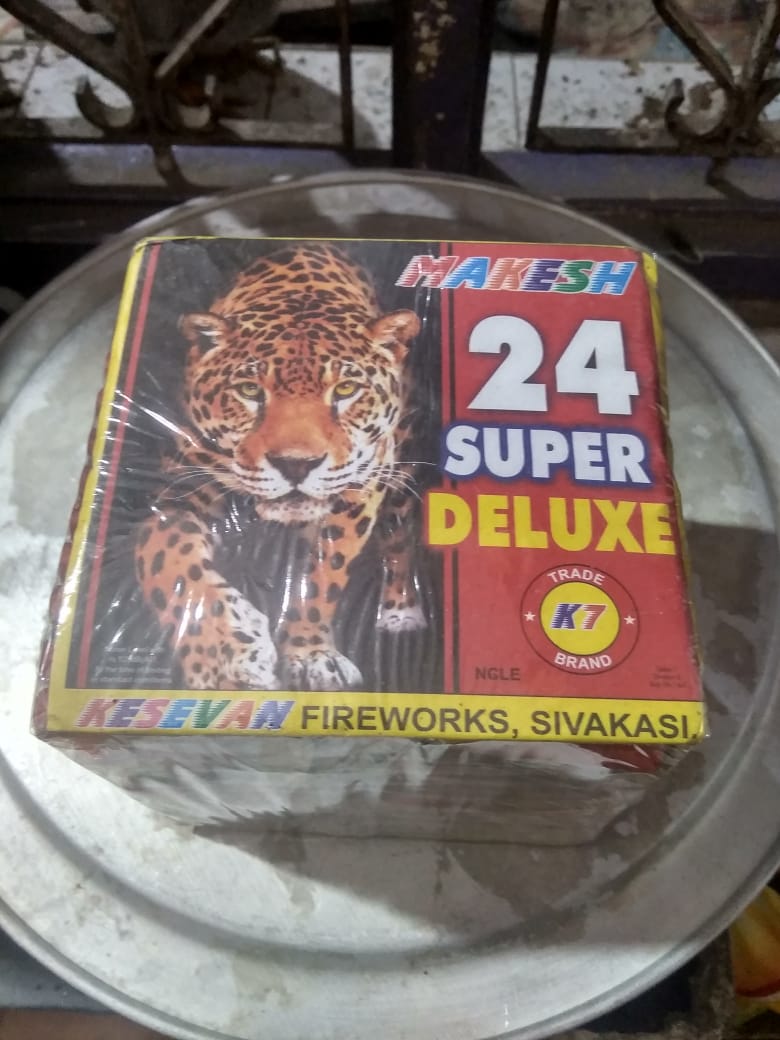 MAKESH
24
SUPER
DELUXE
TRADE
K7
BRAND
NGLE
KESEVAN FIREWORKS, SIVAKASI.